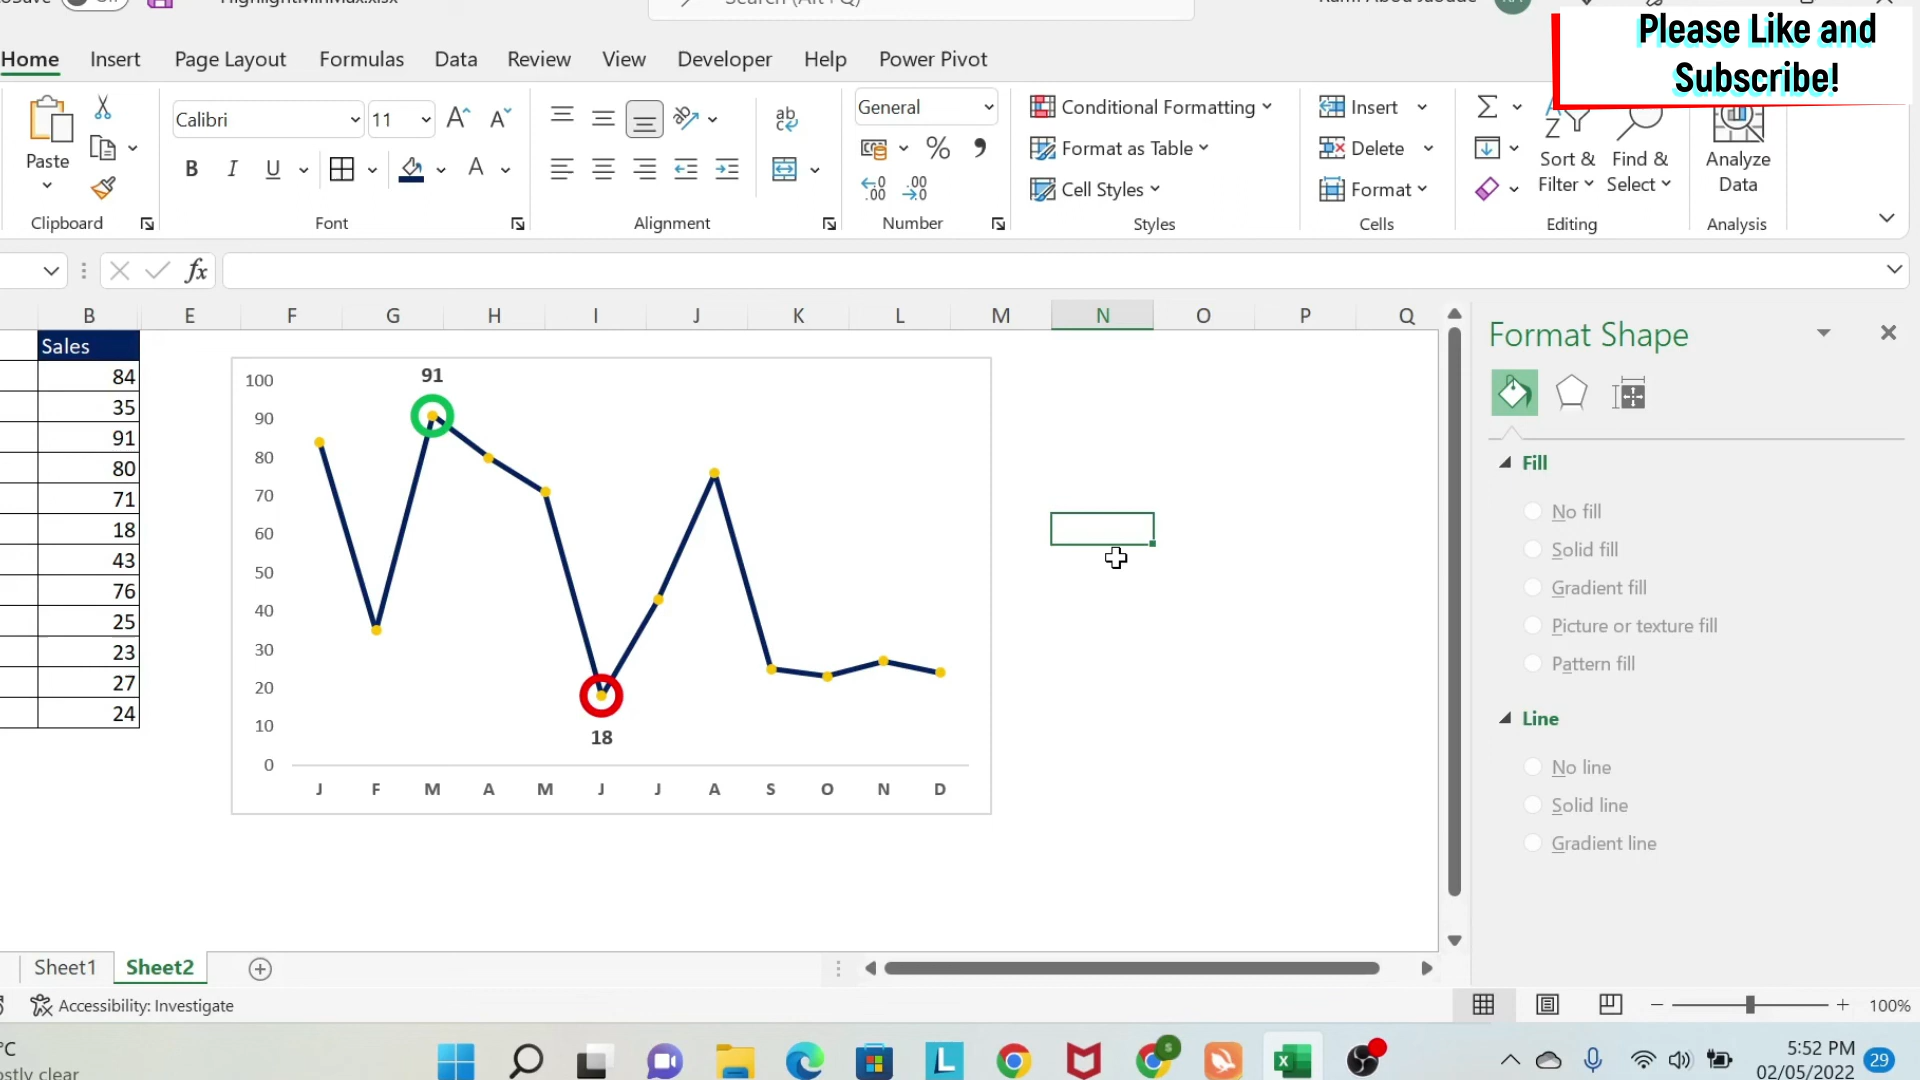 Please Like and
Subscribe!
Home Insert Page Layout Formulas Data Review View Developer Help Power Pivot
Paste
Clipboard
Calibri 11
B I U
Font
ab
Alignment
General
% 9
.00
Number
Conditional Formatting
Format as Table
Cell Styles
Styles
Insert
Delete
Format
Cells
Sort &
Filter
Find &
Select
Editing
Analyze
Data
Analysis
fx
B E F G H I J K L M N O P Q
Sales
84
35
91
80
71
18
43
76
25
23
27
24
91
100
90
80
70
60
50
40
30
20
10
0
18
J F M A M J J A S O N D
Format Shape
Fill
No fill
Solid fill
Gradient fill
Picture or texture fill
Pattern fill
Line
No line
Solid line
Gradient line
Sheet1 Sheet2
Accessibility: Investigate
100%
°C
clear
5:52 PM
02/05/2022
29